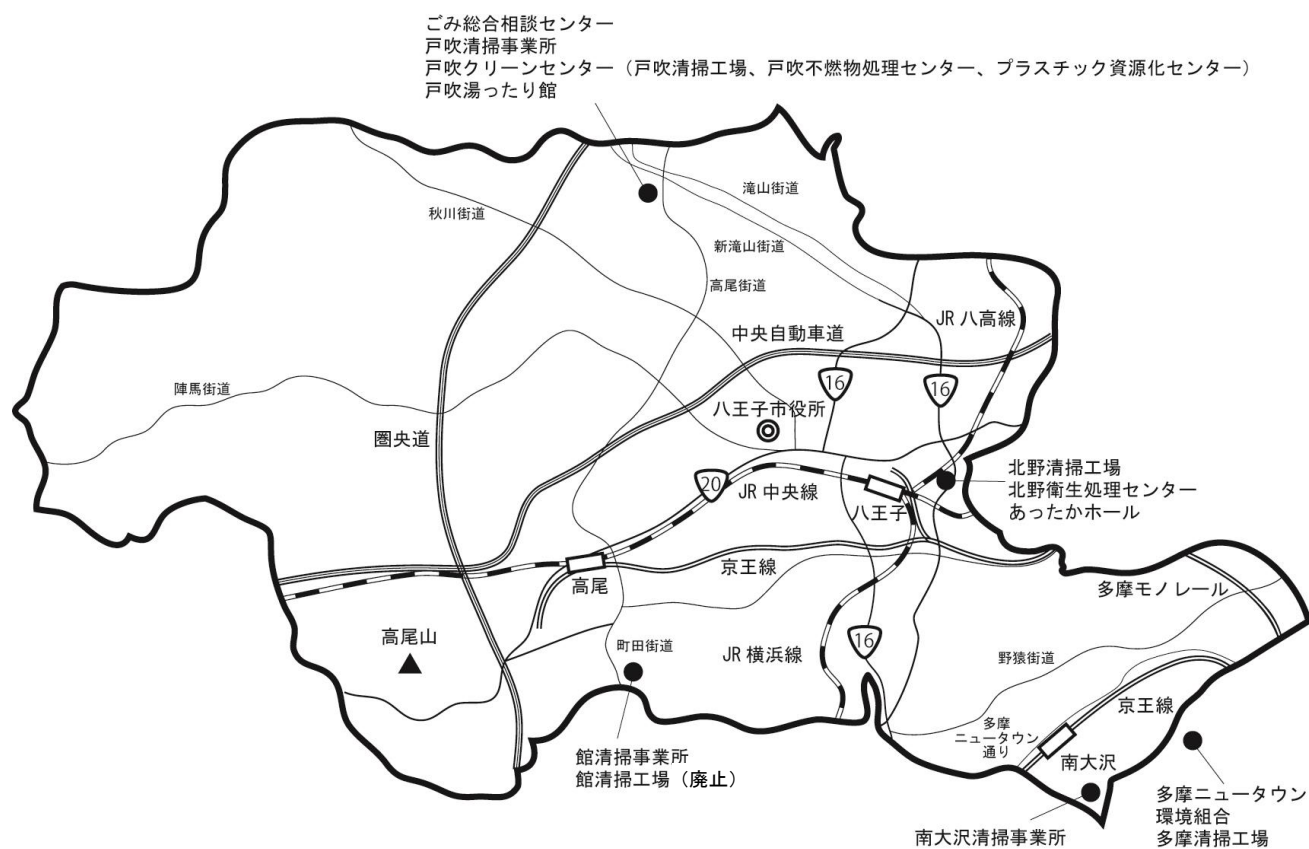 ごみ総合相談センター
戸吹清掃事業所
戸吹クリーンセンター（戸吹清掃工場、戸吹不燃物処理センター、プラスチック資源化センター）
戸吹湯ったり館
滝山街道
秋川街道
新滝山街道
高尾街道
JR 八高線
中央自動車道
陣馬街道
16
16
八王子市役所
圏央道
北野清掃工場
北野衛生処理センター
あったかホール
20
JR 中央線
八王子
京王線
高尾
多摩モノレール
高尾山
町田街道
JR 横浜線
16
野猿街道
京王線
多摩
ニュータウン
通り
南大沢
館清掃事業所
館清掃工場（廃止）
多摩ニュータウン
環境組合
多摩清掃工場
南大沢清掃事業所